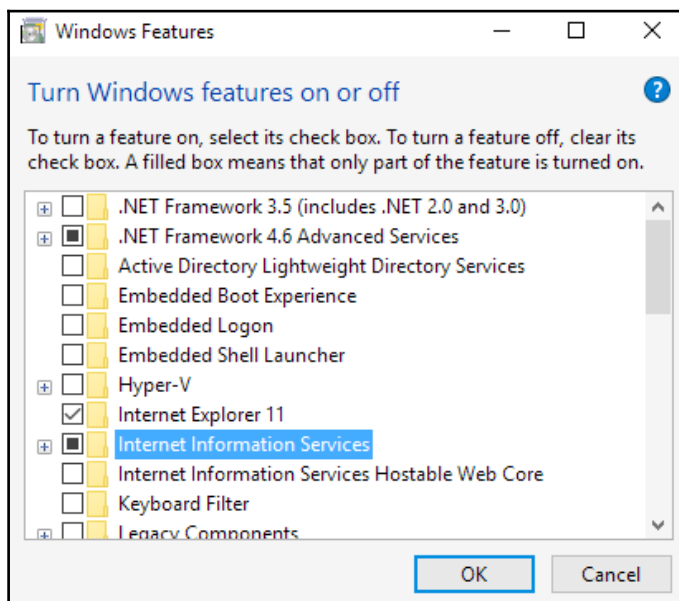 Windows Features
Turn Windows features on or off
?
To turn a feature on, select its check box. To turn a feature off, clear its
check box. A filled box means that only part of the feature is turned on.
.NET Framework 3.5 (includes .NET 2.0 and 3.0)
.NET Framework 4.6 Advanced Services
Active Directory Lightweight Directory Services
Embedded Boot Experience
Embedded Logon
Embedded Shell Launcher
Hyper-V
Internet Explorer 11
Internet Information Services
Internet Information Services Hostable Web Core
Keyboard Filter
Legacy Components
OK Cancel